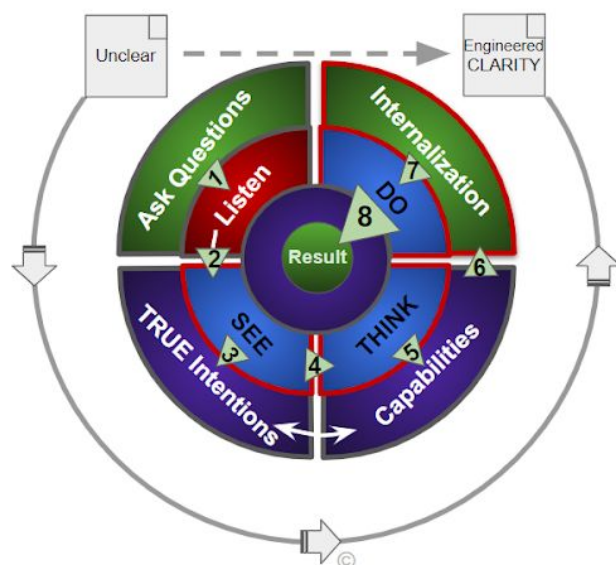 Unclear
Engineered
CLARITY
Ask Questions
Internalization
1
Listen
7
DO
8
2
Result
6
SEE
THINK
3
4
5
TRUE Intentions
Capabilities
©